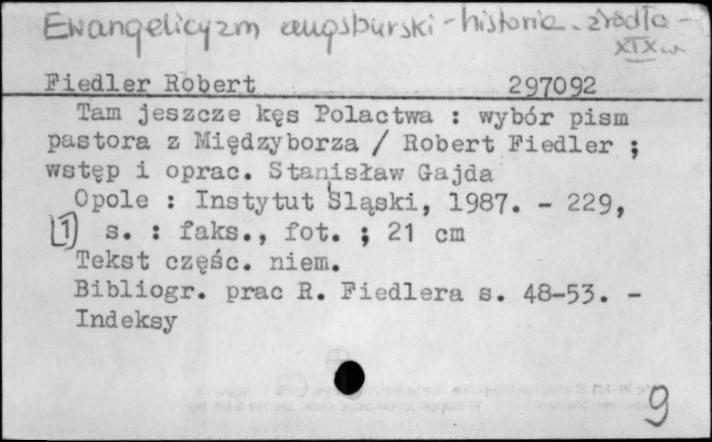 Ewangelicyzm augsburski - historia - źródła -
XIX w.
Fiedler Robert 297092
Tam jeszcze kęs Polactwa : wybór pism
pastora z Międzyborza / Robert Fiedler ;
wstęp i oprac. Stanisław Gajda
Opole : Instytut Śląski, 1987. - 229,
[1] s. : faks., fot. ; 21 cm
Tekst częśc. niem.
Bibliogr. prac R. Fiedlera s. 48-53. -
Indeksy
9